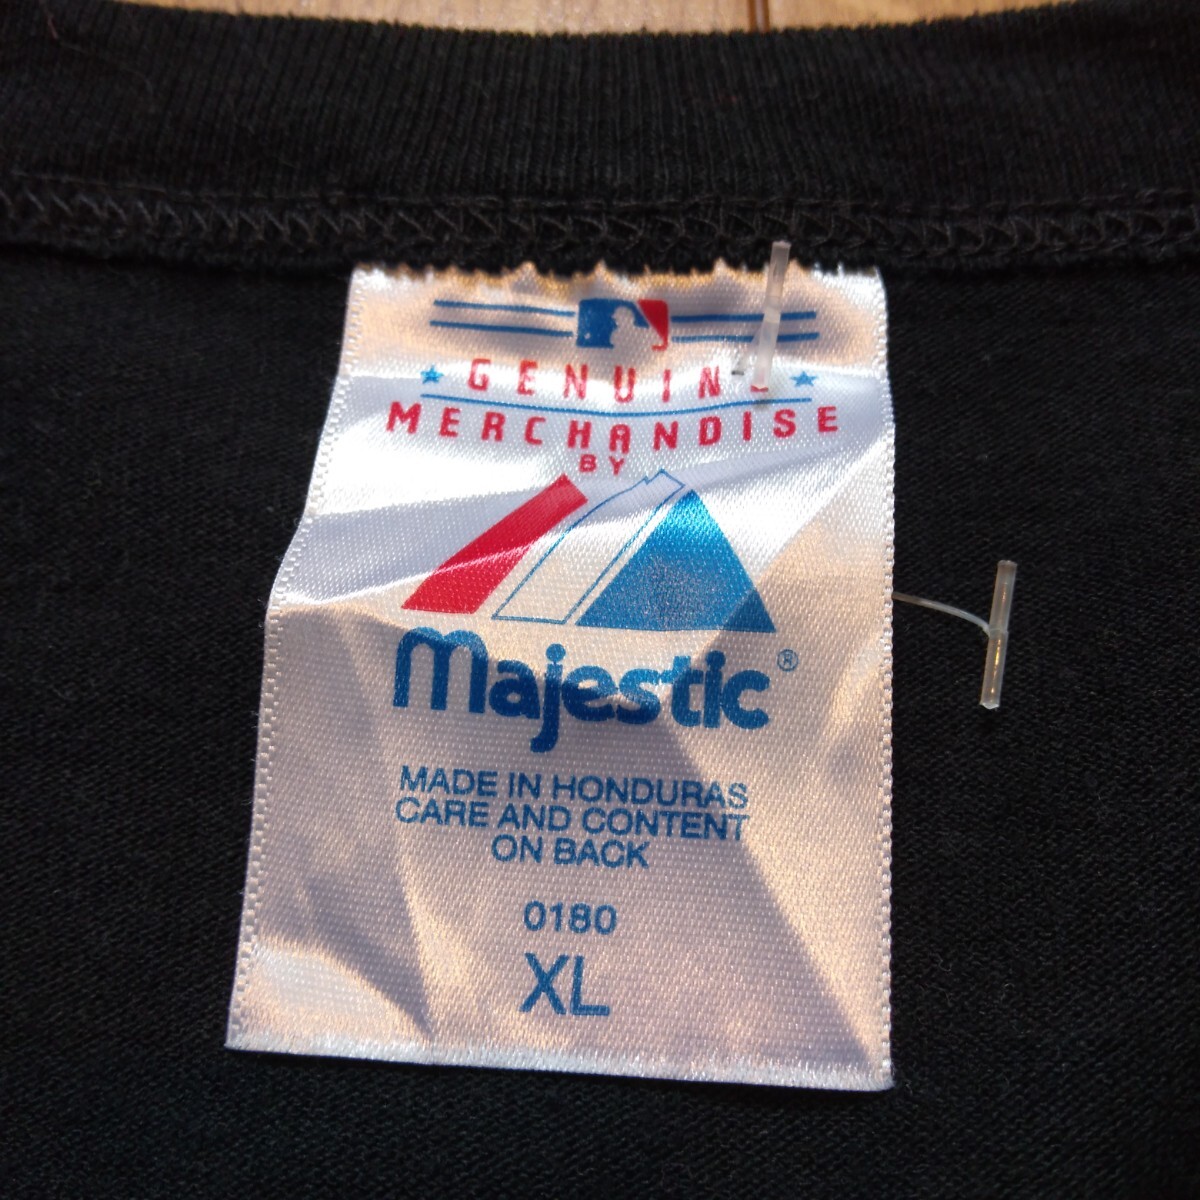 GENUINE
MERCHANDISE
BY
Majestic®
MADE IN HONDURAS
CARE AND CONTENT
ON BACK
0180
XL